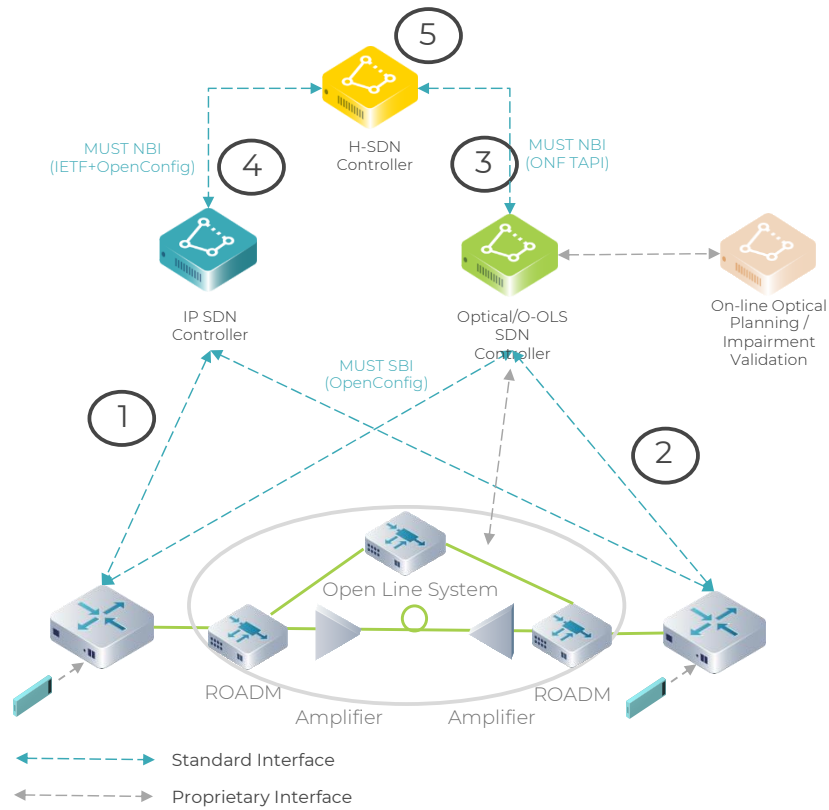 5
MUST NBI
(IETF+OpenConfig)
4
H-SDN
Controller
3
MUST NBI
(ONF TAPI)
IP SDN
Controller
Optical/O-OLS
SDN
Controller
On-line Optical
Planning /
Impairment
Validation
MUST SBI
(OpenConfig)
1
2
Open Line System
ROADM
ROADM
Amplifier
Amplifier
Standard Interface
Proprietary Interface